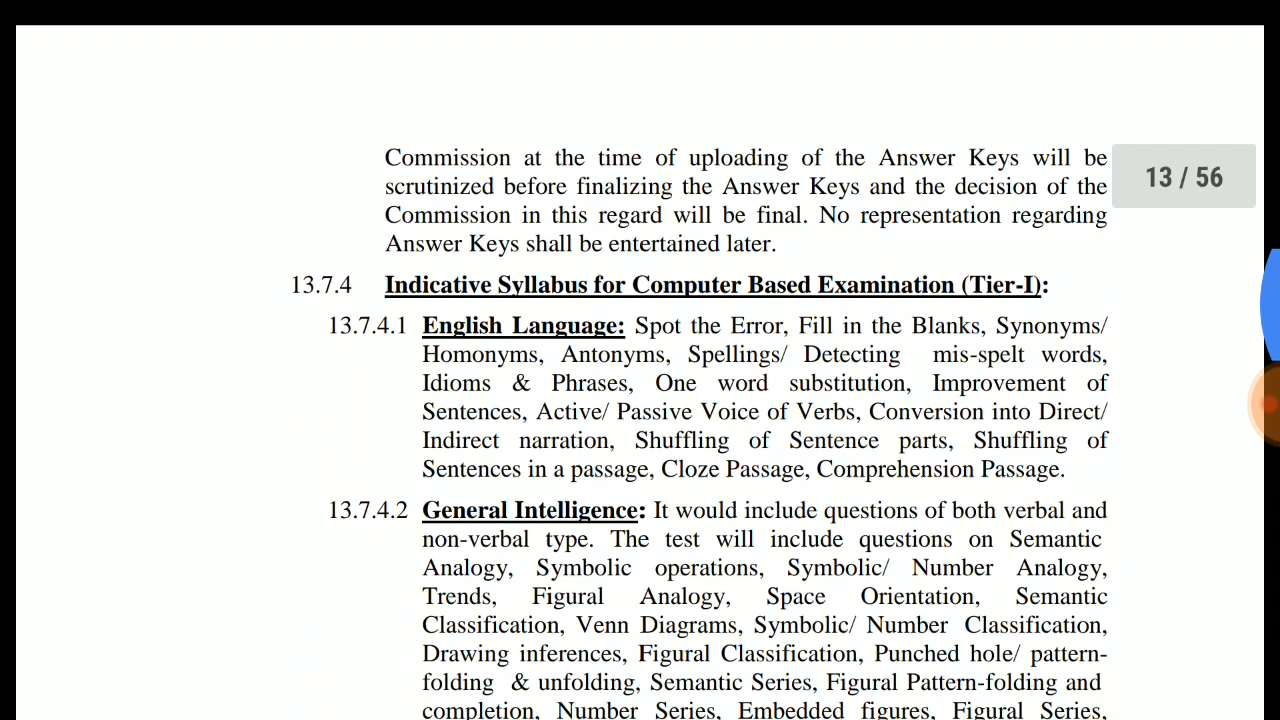 Commission at the time of uploading of the Answer Keys will be
13 / 56
scrutinized before finalizing the Answer Keys and the decision of the
Commission in this regard will be final. No representation regarding
Answer Keys shall be entertained later.
13.7.4 Indicative Syllabus for Computer Based Examination (Tier-I):
13.7.4.1 English Language: Spot the Error, Fill in the Blanks, Synonyms/
Homonyms, Antonyms, Spellings/ Detecting mis-spelt words,
Idioms & Phrases, One word substitution, Improvement of
Sentences, Active/ Passive Voice of Verbs, Conversion into Direct/
Indirect narration, Shuffling of Sentence parts, Shuffling of
Sentences in a passage, Cloze Passage, Comprehension Passage.
13.7.4.2 General Intelligence: It would include questions of both verbal and
non-verbal type. The test will include questions on Semantic
Analogy, Symbolic operations, Symbolic/ Number Analogy,
Trends, Figural Analogy, Space Orientation, Semantic
Classification, Venn Diagrams, Symbolic/ Number Classification,
Drawing inferences, Figural Classification, Punched hole/ pattern-
folding & unfolding, Semantic Series, Figural Pattern-folding and
completion, Number Series, Embedded figures, Figural Series,